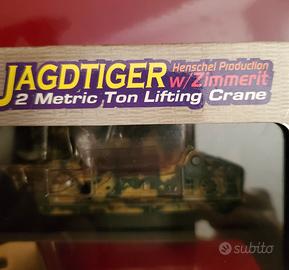 JAGDTIGER Henschel Production
w/Zimmerit
2 Metric Ton Lifting Crane
subito